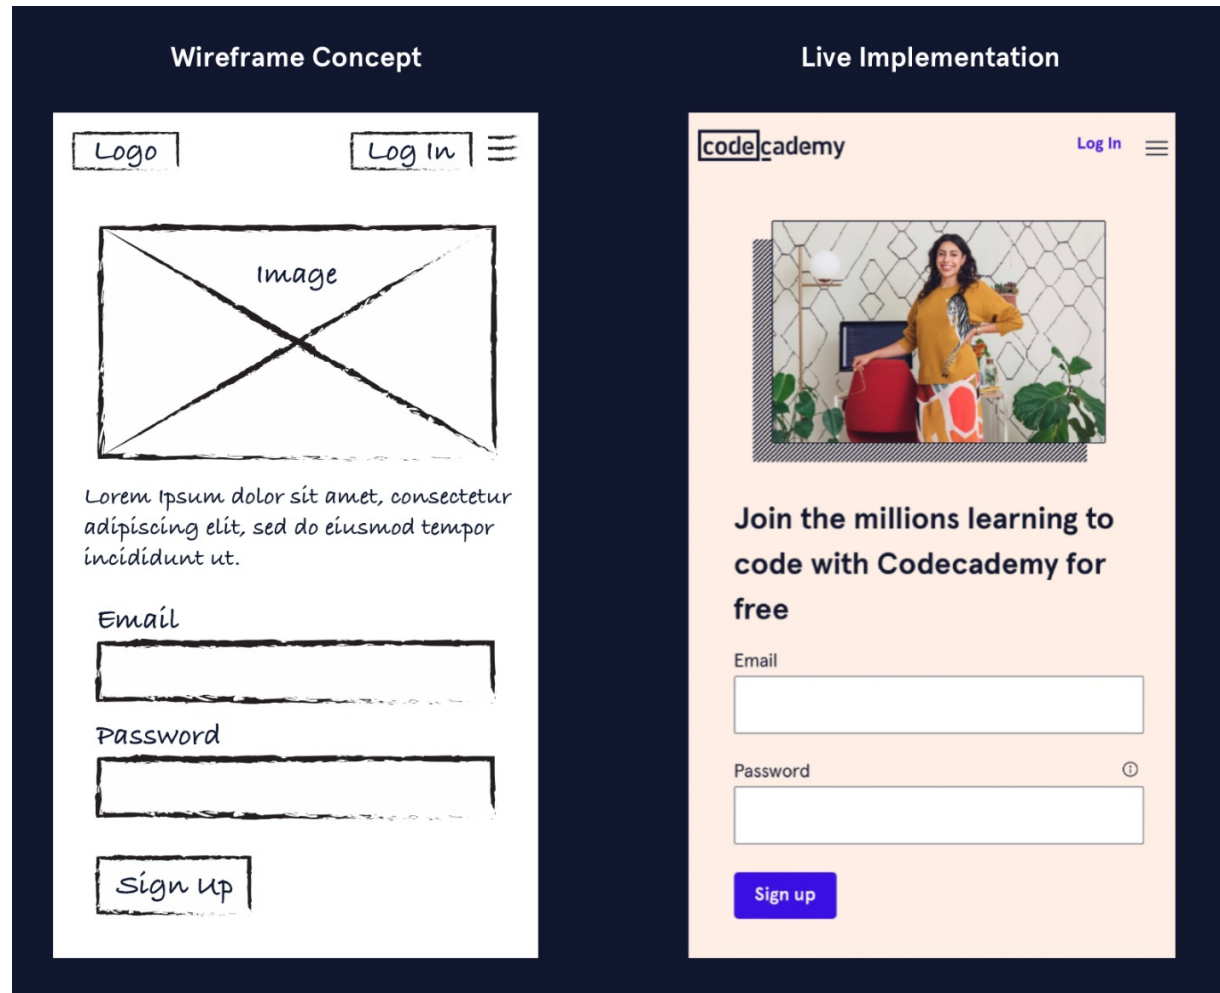 Wireframe Concept
Logo
Log In
Image
Lorem Ipsum dolor sit amet, consectetur
adipiscing elit, sed do eiusmod tempor
incididunt ut.
Email
Password
Sign Up
Live Implementation
codecademy
Log In
Join the millions learning to
code with Codecademy for
free
Email
Password
Sign up